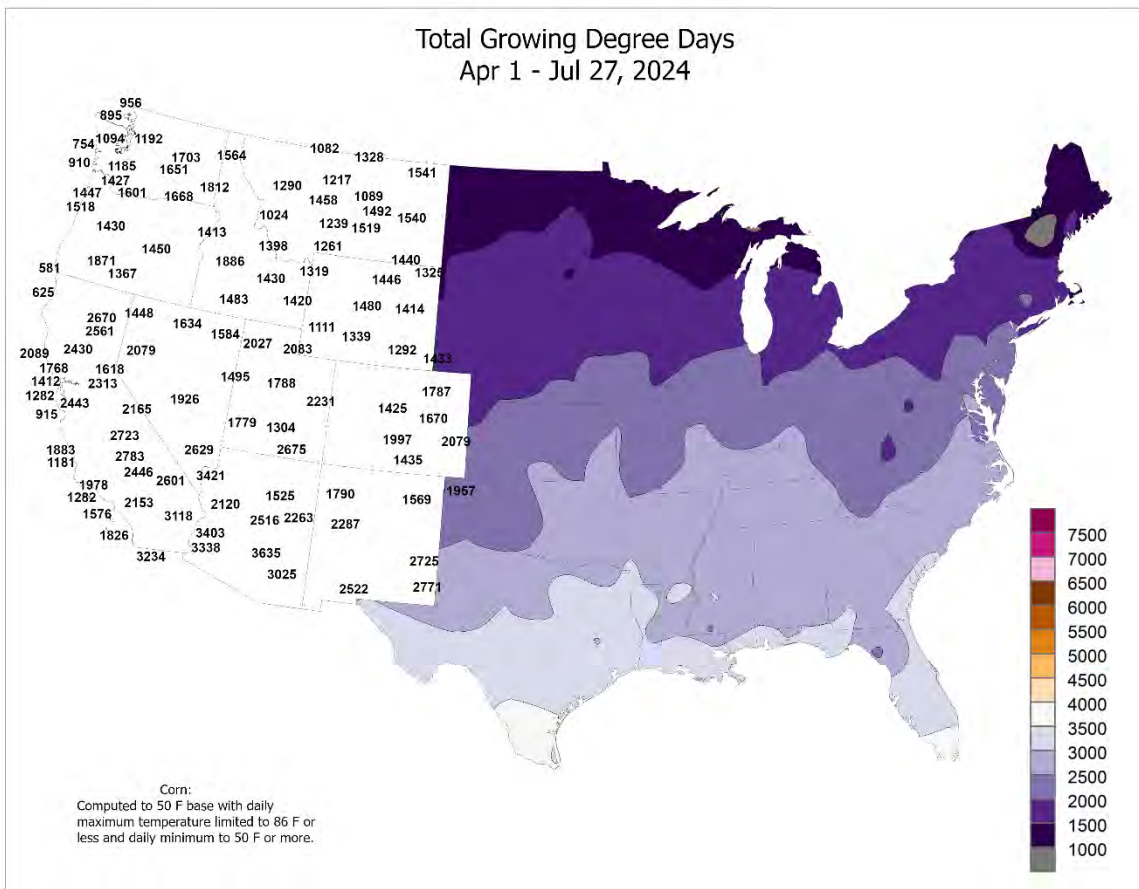 Total Growing Degree Days
Apr 1 - Jul 27, 2024
956
895
754 1094 1192
910 1185 1703 1564 1082 1328
1427 1651 1541
1447 1601 1668 1812 1290 1217
1518 1458 1089
1430 1024 1492
1239 1519 1540
1450 1413 1398 1261
581 1871 1367 1886 1440
1430 1319 1446 1325
625 1483 1420 1480 1414
2670 1448
2561 1634 1584 1111 1339
2089 2430 2079 2027 2083 1292 1433
1768 1618
1412 2313 1495 1788 1787
1282 2443 1926 2231 1425
915 2165 1670
1779 1304 1997 2079
2723
1883 2783 2629 2675 1435
1181 2446 3421
1978 2601 1525 1790 1957
1282 2153 2120 1569
1576 3118 2516 2263 2287
1826 3403
3234 3338 3635 2725
3025 2522 2771
7500
7000
6500
6000
5500
5000
4500
4000
3500
3000
2500
2000
1500
1000
Corn:
Computed to 50 F base with daily
maximum temperature limited to 86 F or
less and daily minimum to 50 F or more.